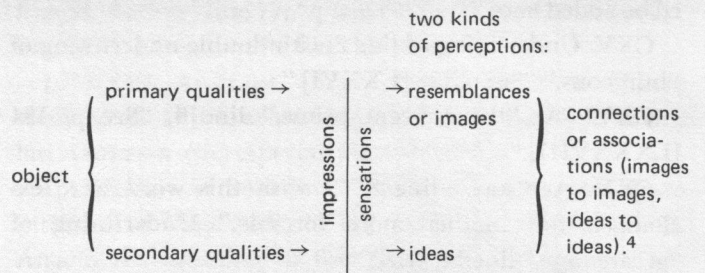 two kinds
of perceptions:
primary qualities → → resemblances
or images
object
impressions,
sensations
connections
or associa-
tions (images
to images,
ideas to
ideas).4
secondary qualities → → ideas